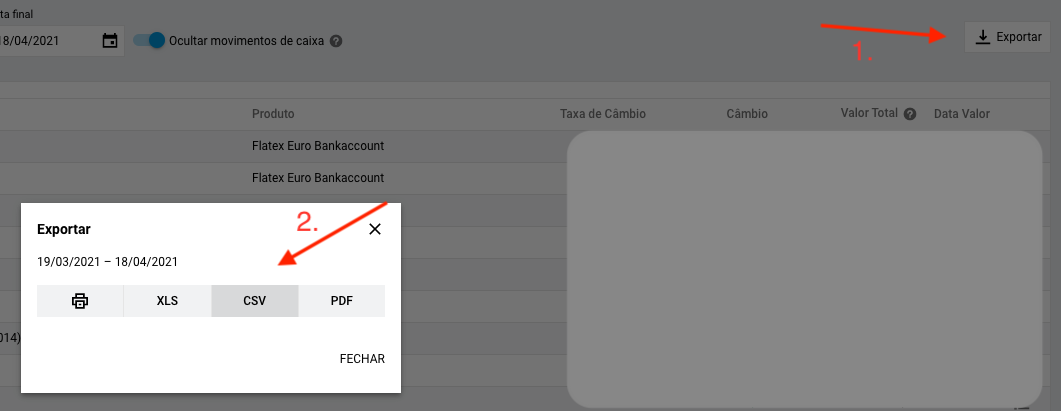 ta final
18/04/2021
Ocultar movimentos de caixa
1.
Exportar
Produto
Taxa de Câmbio
Câmbio
Valor Total
Data Valor
Flatex Euro Bankaccount
Flatex Euro Bankaccount
2.
Exportar
19/03/2021 – 18/04/2021
XLS
CSV
PDF
014)
FECHAR